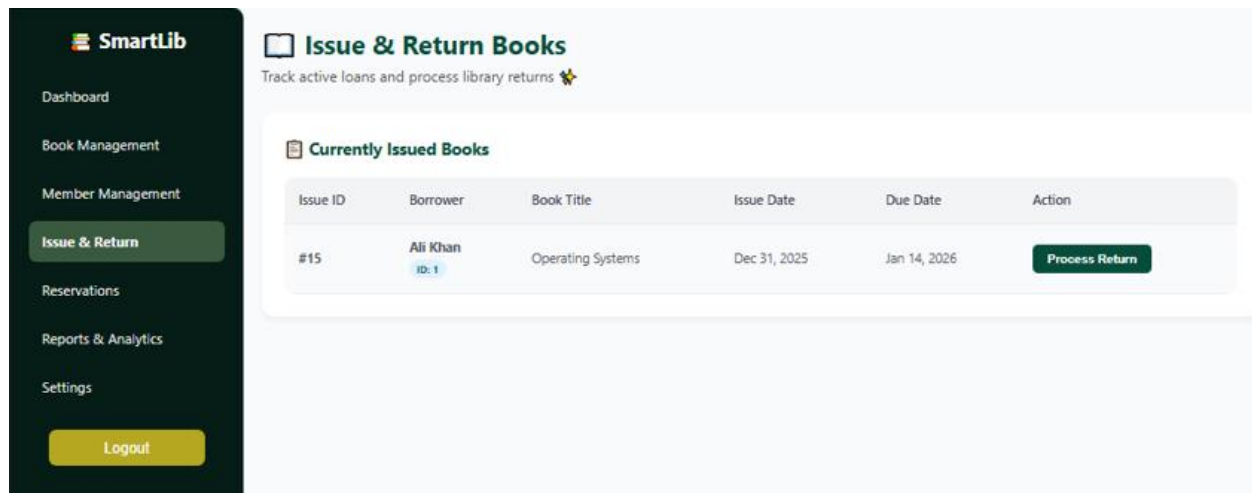 SmartLib
Dashboard
Book Management
Member Management
Issue & Return
Reservations
Reports & Analytics
Settings
Logout
Issue & Return Books
Track active loans and process library returns
Currently Issued Books
Issue ID Borrower Book Title Issue Date Due Date Action
#15 Ali Khan Operating Systems Dec 31, 2025 Jan 14, 2026 Process Return
ID: 1